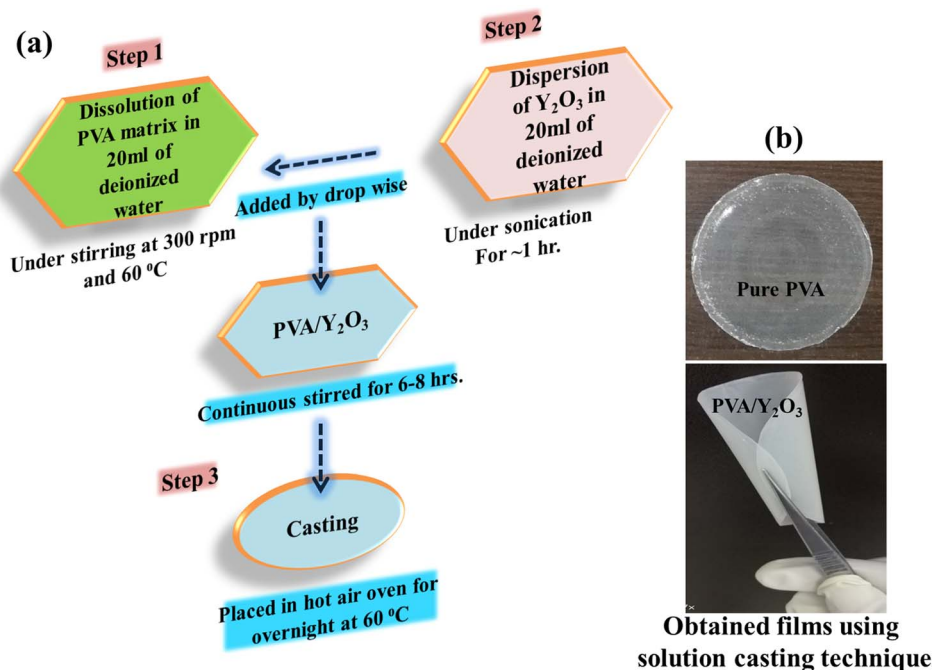 (a)
Step 1
Dissolution of
PVA matrix in
20ml of
deionized
water
Under stirring at 300 rpm
and 60 ⁰C
Step 2
Dispersion
of Y₂O₃ in
20ml of
deionized
water
Under sonication
For ~1 hr.
Added by drop wise
PVA/Y₂O₃
Continuous stirred for 6-8 hrs.
Step 3
Casting
Placed in hot air oven for
overnight at 60 ⁰C
(b)
Pure PVA
PVA/Y₂O₃
Obtained films using
solution casting technique